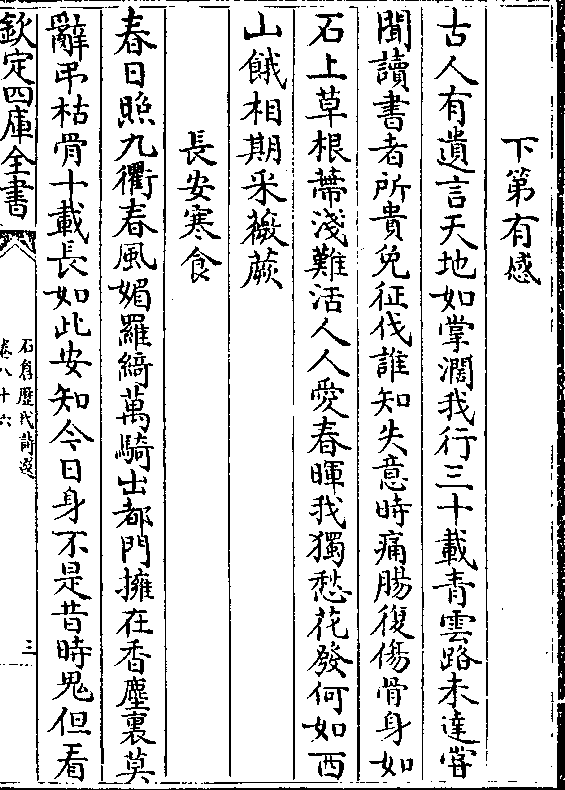 下第有感
古人有遺言天地如掌濶我行三十載青雲路未達嘗
聞讀書者所貴免征伐誰知失意時痛腸復傷骨身如
石上草根蔕淺難活人人愛春暉我獨愁花發何如西
山餓相期采薇蕨
長安寒食
春日照九衢春風媚羅綺萬騎出都門擁在香塵裏莫
辭弔枯骨十載長如此安知今日身不是昔時鬼但看
欽定四庫全書
石倉歷代詩選
卷八十六
三